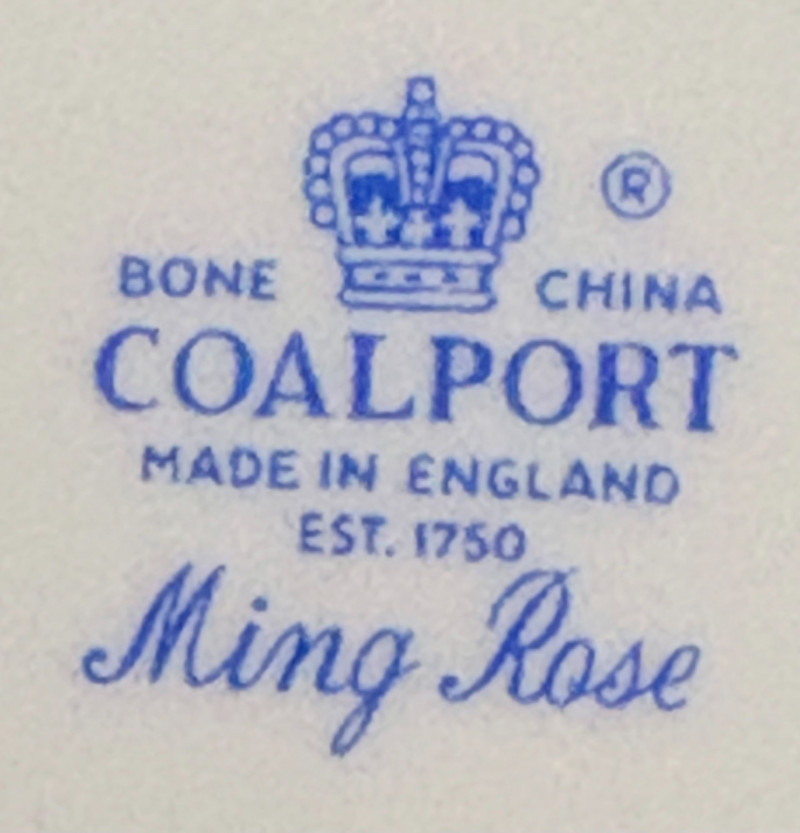 ®
BONE CHINA
COALPORT
MADE IN ENGLAND
EST. 1750
Ming Rose